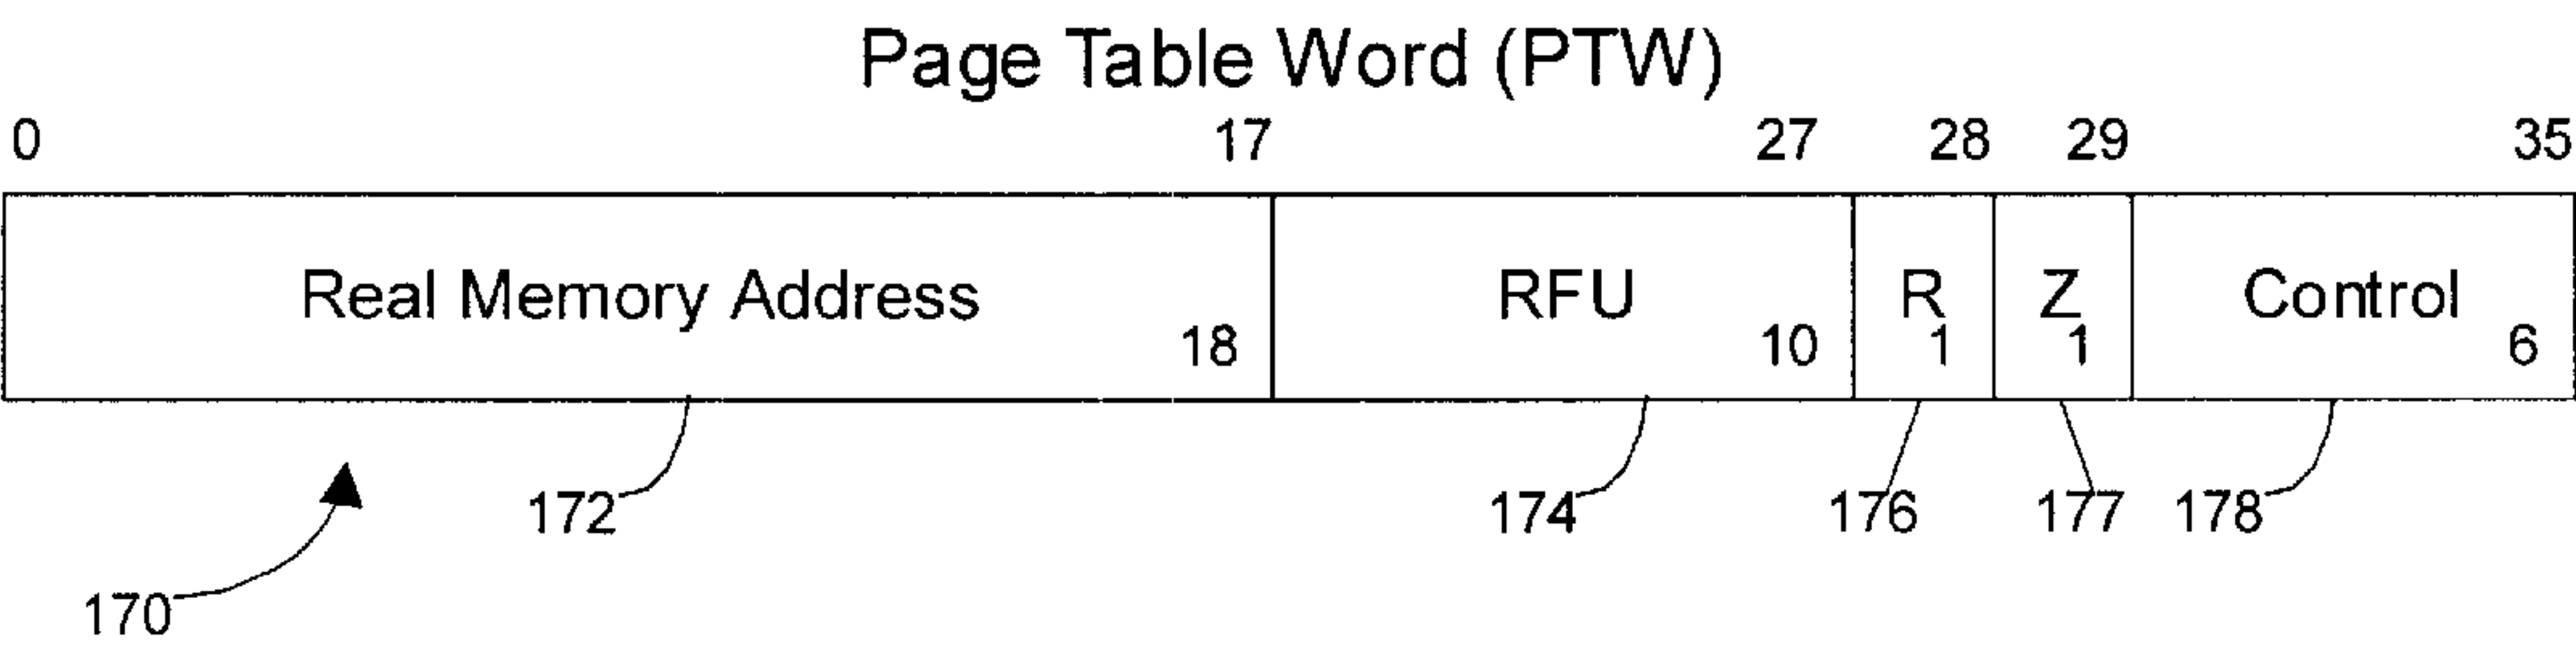 Page Table Word (PTW)
0 17 27 28 29 35
Real Memory Address RFU R Z Control
18 10 1 1 6
172 174 176 177 178
170